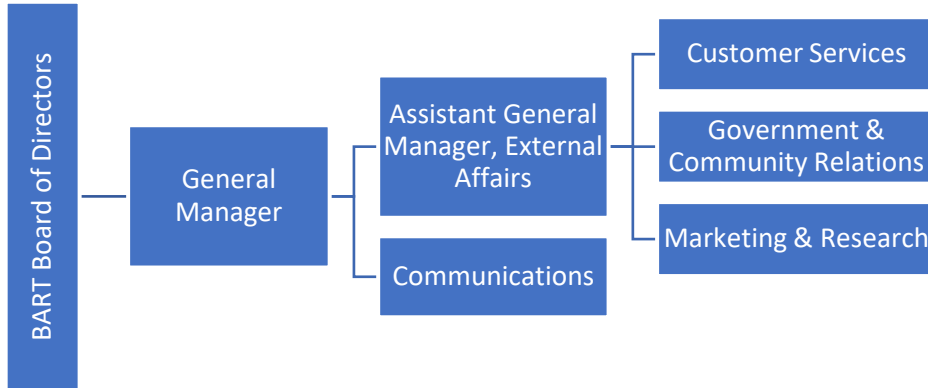 BART Board of Directors
General
Manager
Assistant General
Manager, External
Affairs
Communications
Customer Services
Government &
Community Relations
Marketing & Research